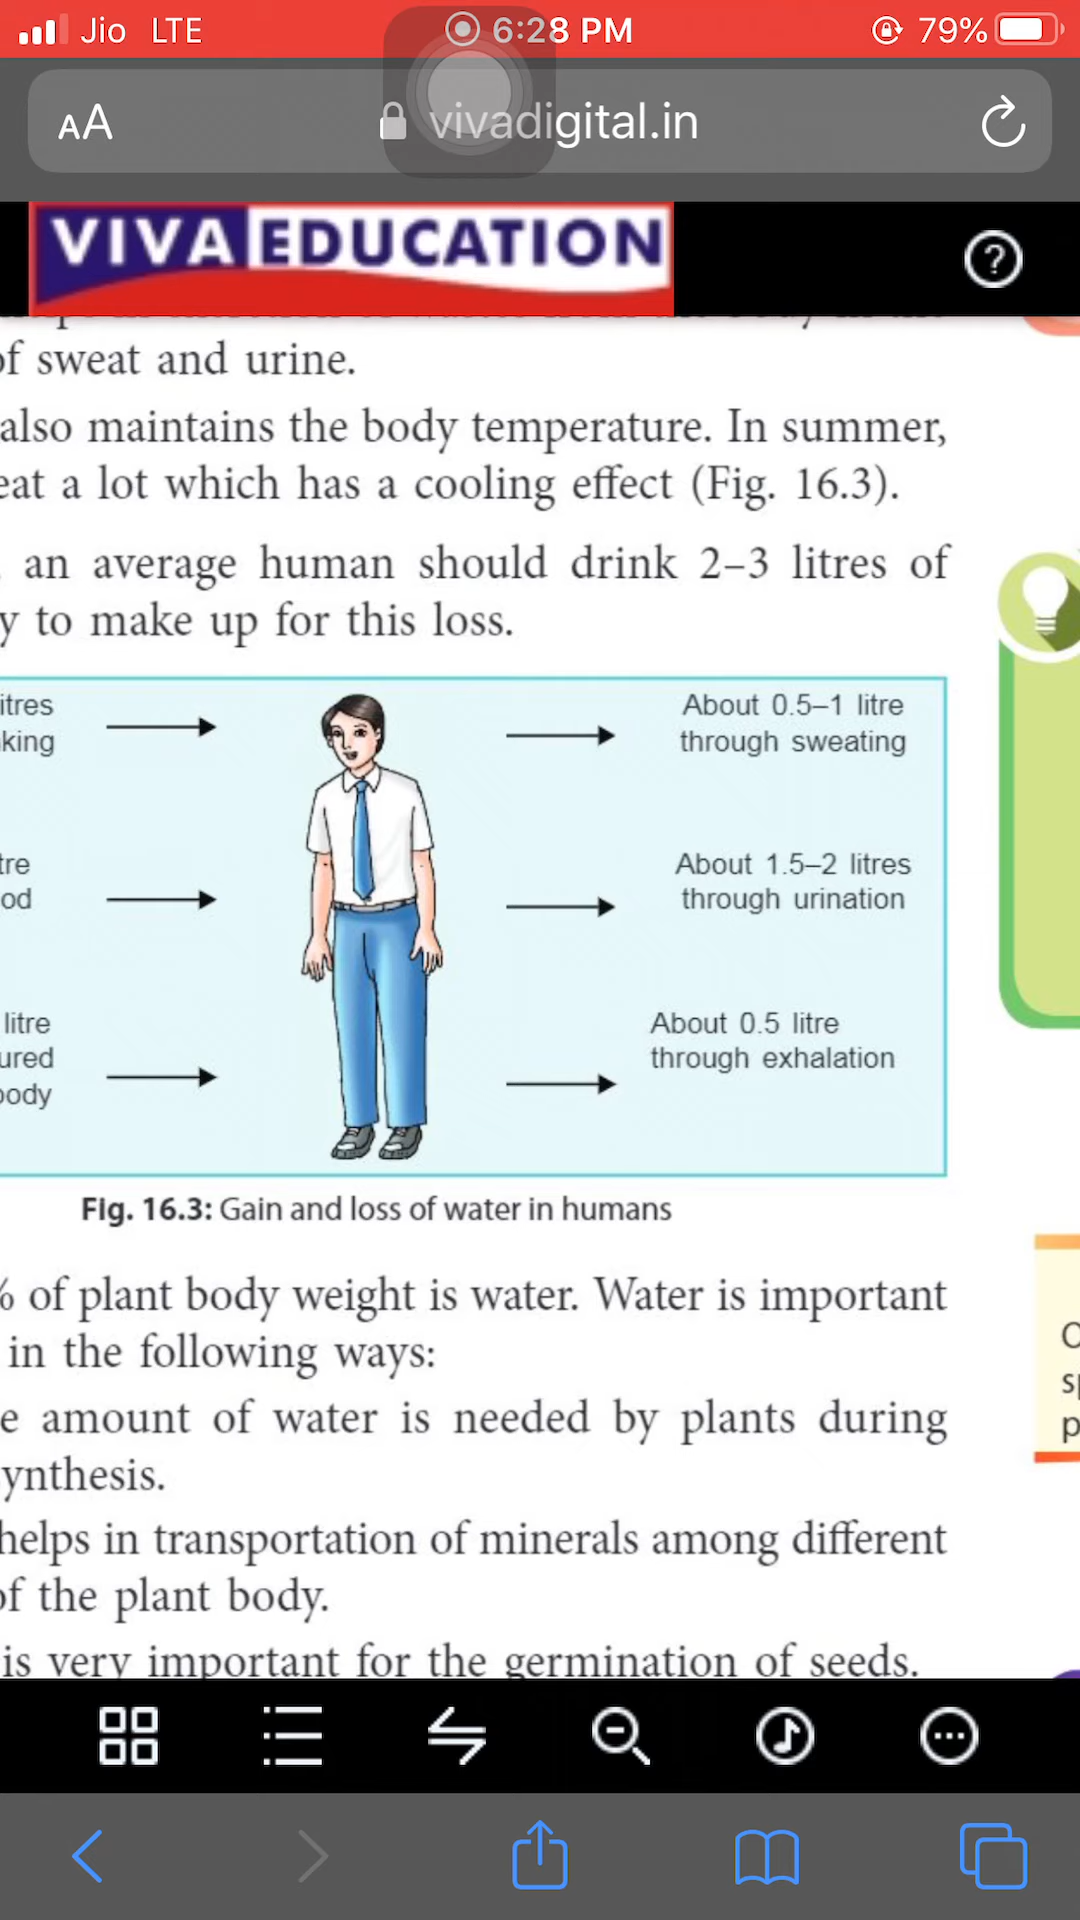 Jio LTE 6:28 PM 79%
AA vivadigital.in
VIVA EDUCATION
of sweat and urine.
also maintains the body temperature. In summer,
eat a lot which has a cooling effect (Fig. 16.3).
an average human should drink 2–3 litres of
y to make up for this loss.
itres
king
About 0.5–1 litre
through sweating
tre
od
About 1.5–2 litres
through urination
litre
ured
body
About 0.5 litre
through exhalation
Fig. 16.3: Gain and loss of water in humans
% of plant body weight is water. Water is important
in the following ways:
e amount of water is needed by plants during
ynthesis.
helps in transportation of minerals among different
of the plant body.
is very important for the germination of seeds.